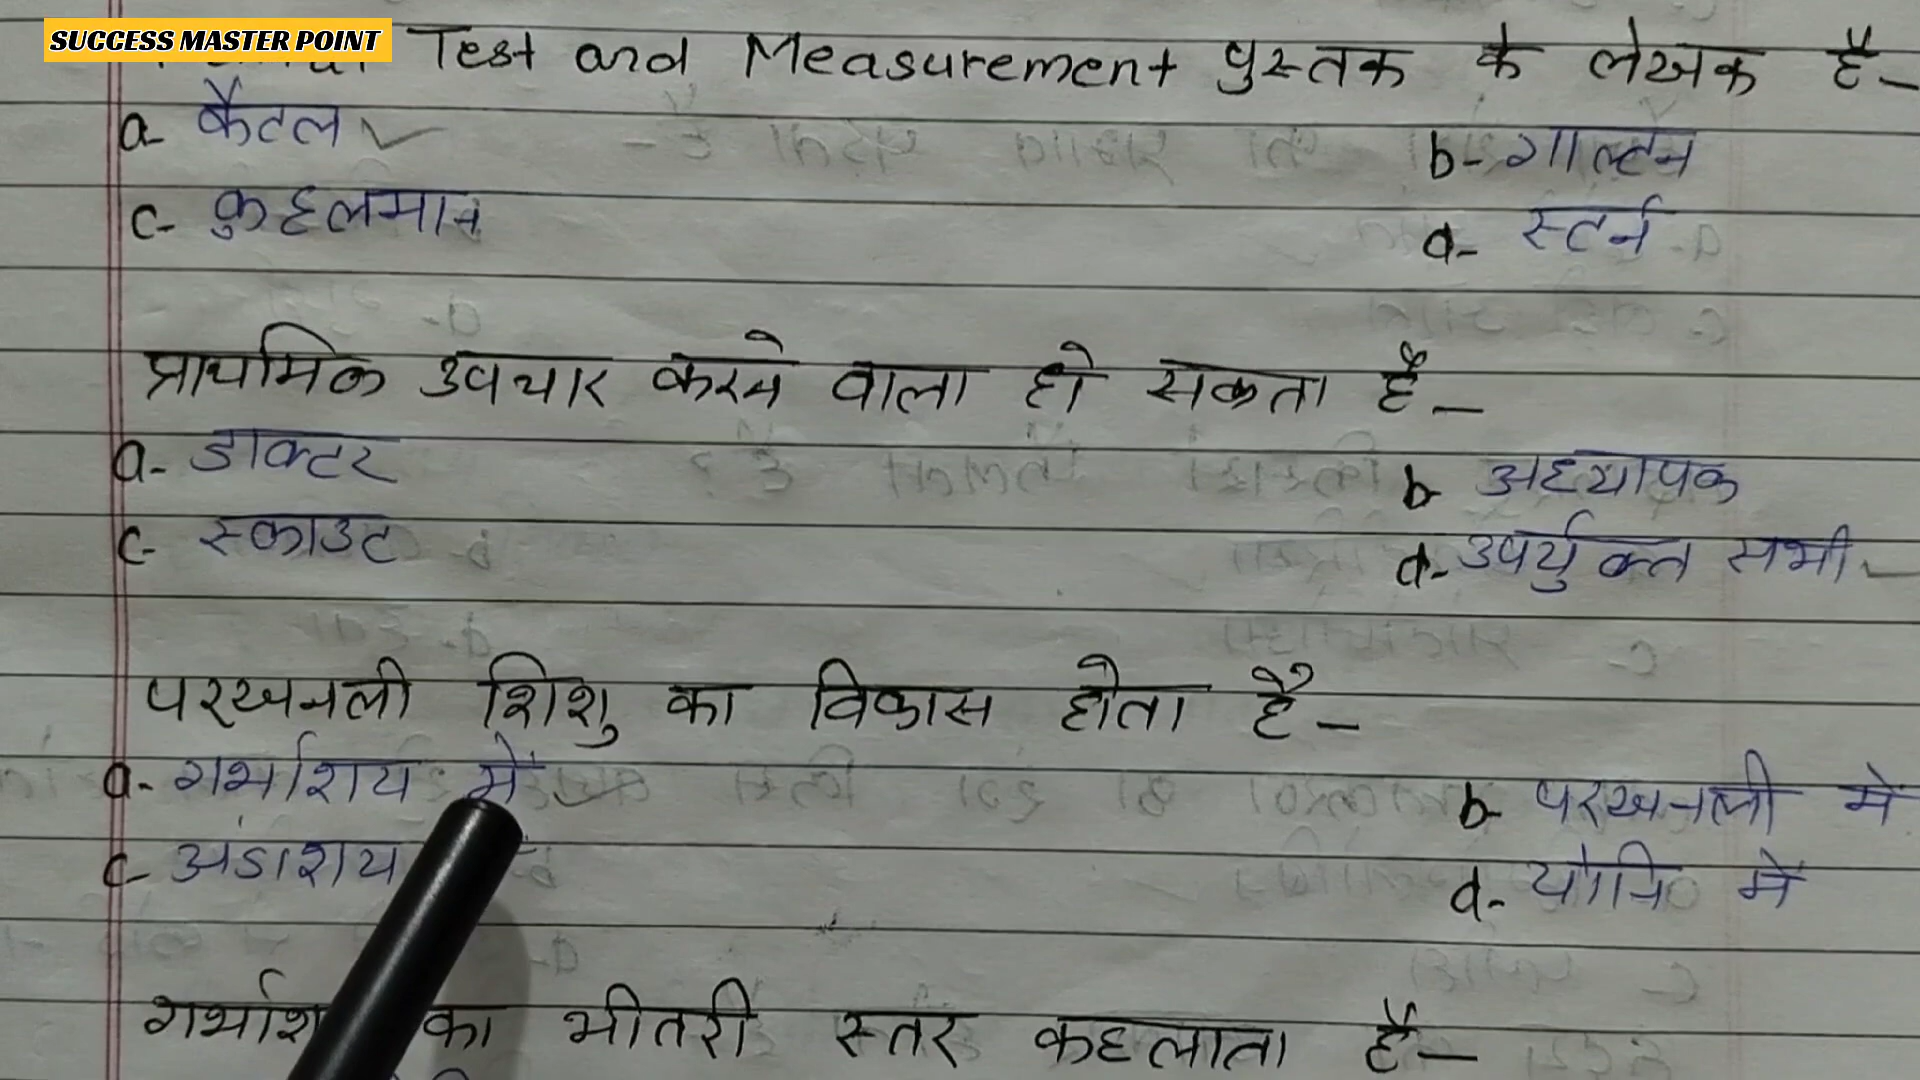 SUCCESS MASTER POINT
Test and Measurement पुस्तक के लेखक हैं-
a- कैटल ✓
b- गाल्टन
c- कुहलमान
d- स्टर्न
प्राथमिक उपचार करने वाला हो सकता है-
a- डाक्टर
b- अध्यापक
c- स्काउट
d- उपर्युक्त सभी ✓
परखनली शिशु का विकास होता है-
a- गर्भाशय में ✓
b- परखनली में
c- अंडाशय
d- योनि में
का भीतरी स्तर कहलाता है-